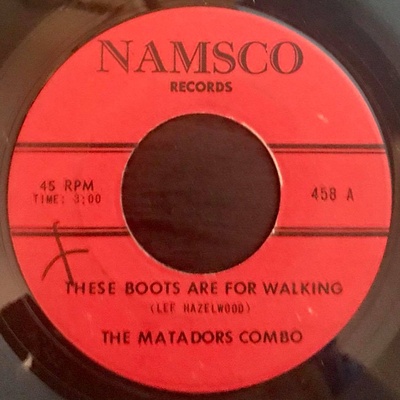 NAMSCO
RECORDS
45 RPM
TIME: 3:00
458 A
THESE BOOTS ARE FOR WALKING
(LEE HAZELWOOD)
THE MATADORS COMBO